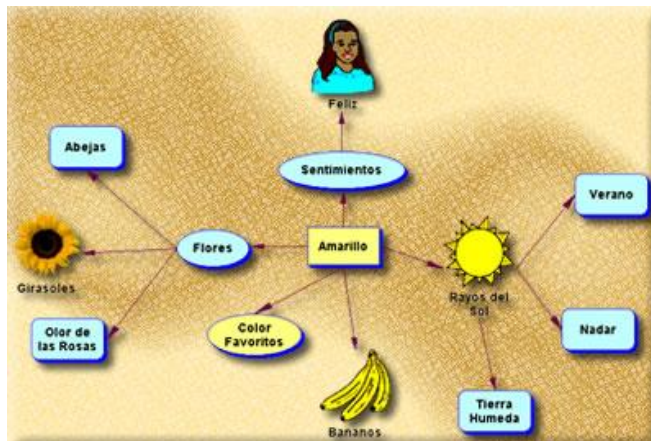 Feliz
Abejas
Sentimientos
Verano
Flores
Amarillo
Girasoles
Rayos del
Sol
Olor de
las Rosas
Color
Favoritos
Nadar
Bananos
Tierra
Humeda